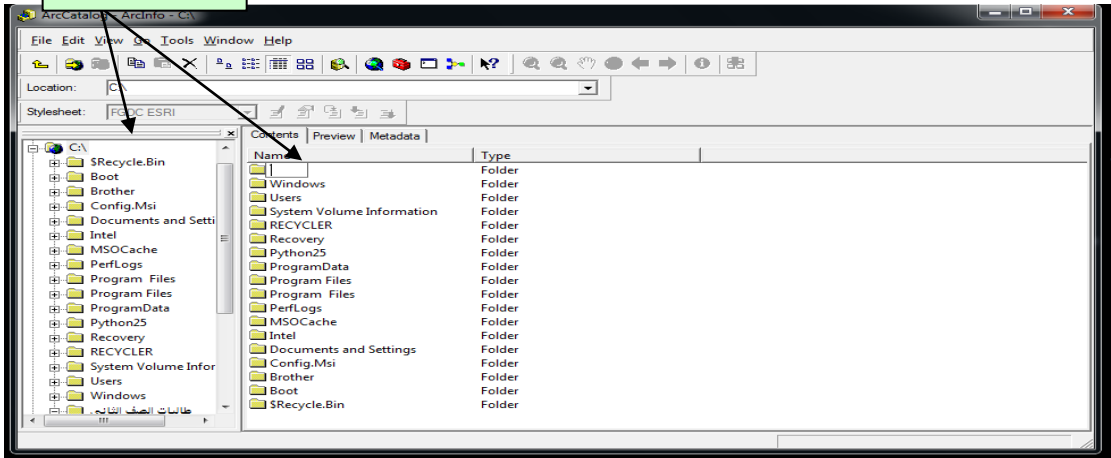 ArcCatalog - ArcInfo - C:\
File Edit View Go Tools Window Help
Location: C:\
Stylesheet: FGDC ESRI
Contents Preview Metadata
C:\
$Recycle.Bin
Boot
Brother
Config.Msi
Documents and Setti
Intel
MSOCache
PerfLogs
Program  Files
Program Files
ProgramData
Python25
Recovery
RECYCLER
System Volume Infor
Users
Windows
طالبات الصف الثاني
Name Type
Folder
Windows Folder
Users Folder
System Volume Information Folder
RECYCLER Folder
Recovery Folder
Python25 Folder
ProgramData Folder
Program Files Folder
Program  Files Folder
PerfLogs Folder
MSOCache Folder
Intel Folder
Documents and Settings Folder
Config.Msi Folder
Brother Folder
Boot Folder
$Recycle.Bin Folder